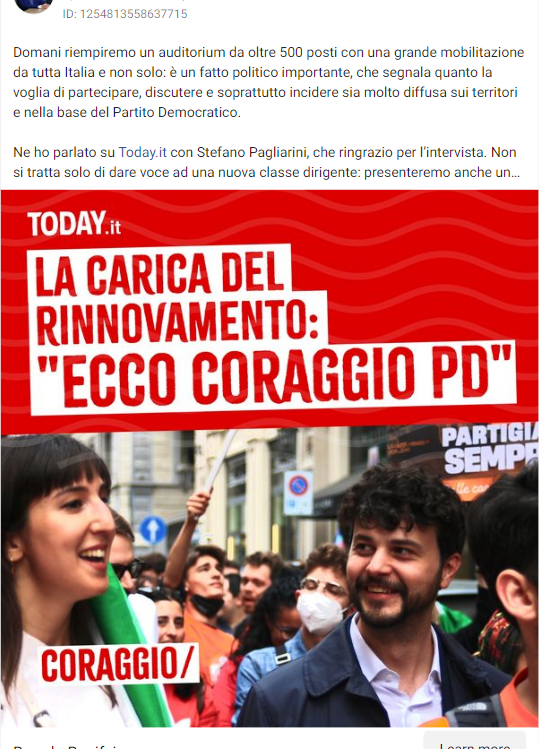 ID: 1254813558637715
Domani riempiremo un auditorium da oltre 500 posti con una grande mobilitazione
da tutta Italia e non solo: è un fatto politico importante, che segnala quanto la
voglia di partecipare, discutere e soprattutto incidere sia molto diffusa sui territori
e nella base del Partito Democratico.
Ne ho parlato su Today.it con Stefano Pagliarini, che ringrazio per l'intervista. Non
si tratta solo di dare voce ad una nuova classe dirigente: presenteremo anche un...
TODAY.it
LA CARICA DEL
RINNOVAMENTO:
"ECCO CORAGGIO PD"
PARTIGIA
SEMPR
CORAGGIO/
Learn more